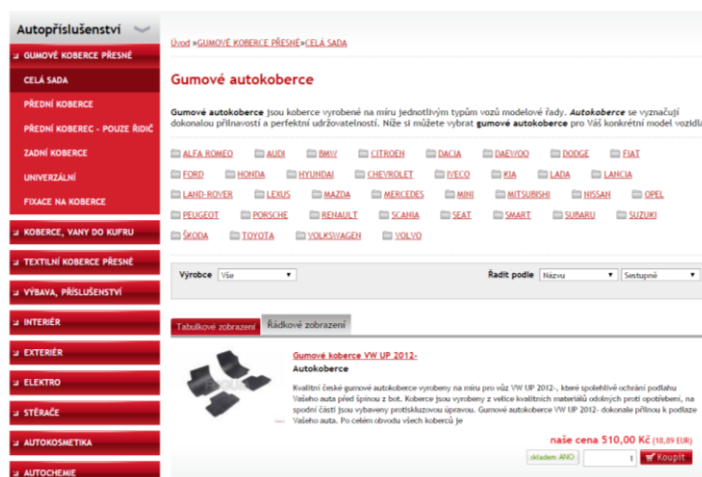 Autopříslušenství
GUMOVÉ KOBERCE PŘESNÉ
CELÁ SADA
PŘEDNÍ KOBERCE
PŘEDNÍ KOBEREC - POUZE ŘIDIČ
ZADNÍ KOBERCE
UNIVERZÁLNÍ
FIXACE NA KOBERCE
KOBERCE, VANY DO KUFRU
TEXTILNÍ KOBERCE PŘESNÉ
VÝBAVA, PŘÍSLUŠENSTVÍ
INTERIÉR
EXTERIÉR
ELEKTRO
STĚRAČE
AUTOKOSMETIKA
AUTOCHEMIE
Úvod »GUMOVÉ KOBERCE PŘESNÉ»CELÁ SADA
Gumové autokoberce
Gumové autokoberce jsou koberce vyrobené na míru jednotlivým typům vozů modelové řady. Autokoberce se vyznačují
dokonalou přilnavostí a perfektní udržovatelností. Níže si můžete vybrat gumové autokoberce pro Váš konkrétní model vozidla
ALFA ROMEO AUDI BMW CITROEN DACIA DAEWOO DODGE FIAT
FORD HONDA HYUNDAI CHEVROLET IVECO KIA LADA LANCIA
LAND-ROVER LEXUS MAZDA MERCEDES MINI MITSUBISHI NISSAN OPEL
PEUGEOT PORSCHE RENAULT SCANIA SEAT SMART SUBARU SUZUKI
ŠKODA TOYOTA VOLKSWAGEN VOLVO
Výrobce Vše Řadit podle Názvu Sestupně
Tabulkové zobrazení Řádkové zobrazení
Gumové koberce VW UP 2012-
Autokoberce
Kvalitní české gumové autokoberce vyrobeny na míru pro vůz VW UP 2012-, které spolehlivě ochrání podlahu
Vašeho auta před špínou z bot. Koberce jsou vyrobeny z velice kvalitních materiálů odolných proti opotřebení, na
spodní části jsou vybaveny protiskluzovou úpravou. Gumové autokoberce VW UP 2012- dokonale přilnou k podlaze
Vašeho auta. Po celém obvodu všech koberců je
naše cena 510,00 Kč (18,89 EUR)
skladem ANO 1 Koupit